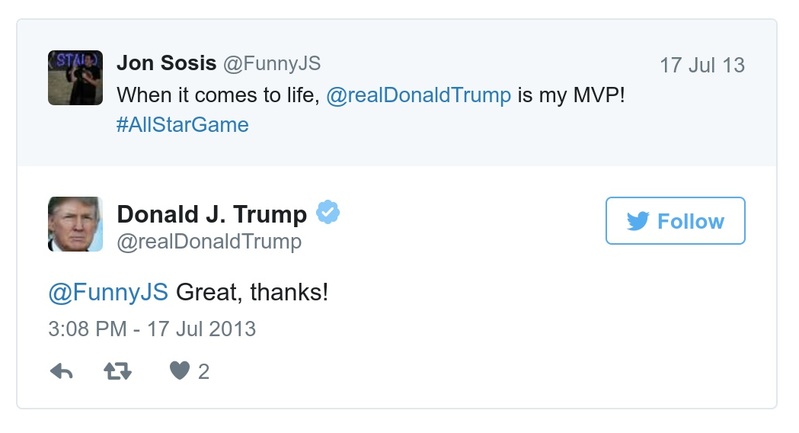 Jon Sosis @FunnyJS 17 Jul 13
When it comes to life, @realDonaldTrump is my MVP!
#AllStarGame
Donald J. Trump
@realDonaldTrump
Follow
@FunnyJS Great, thanks!
3:08 PM - 17 Jul 2013
2